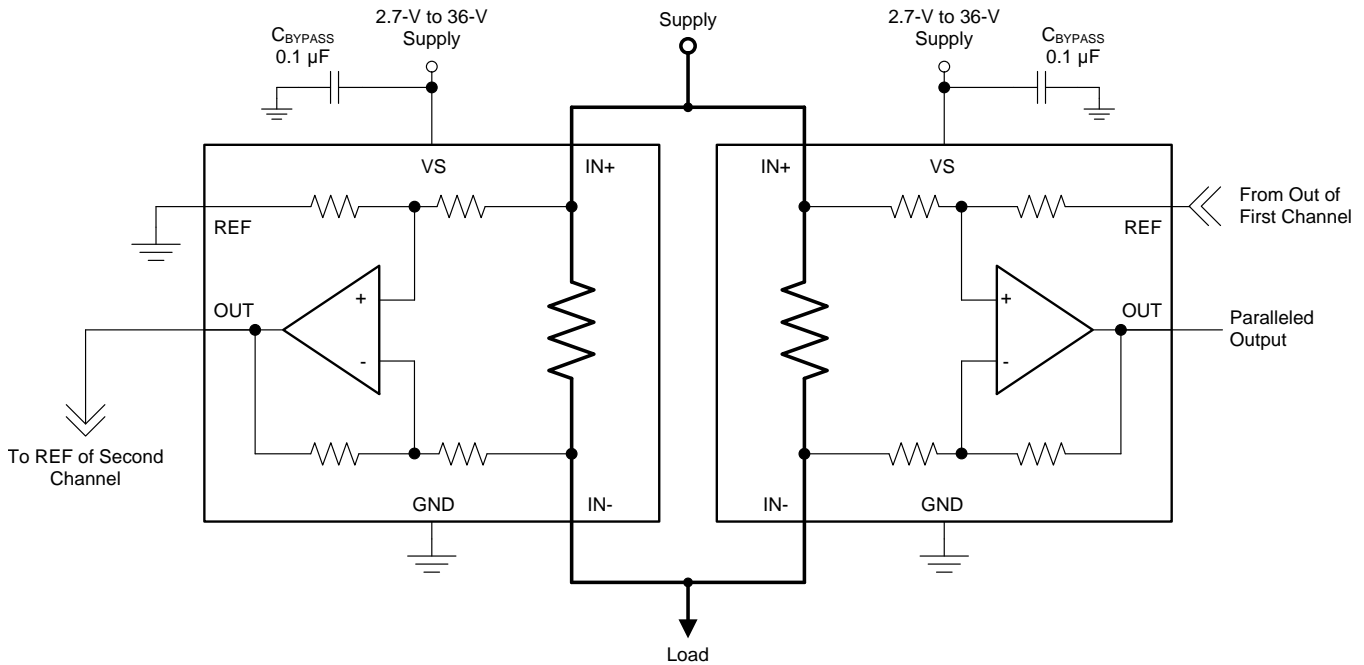 2.7-V to 36-V
Supply
CBYPASS
0.1 µF
Supply
2.7-V to 36-V
Supply
CBYPASS
0.1 µF
VS
IN+
REF
OUT
+
-
GND
IN-
To REF of Second
Channel
IN+
VS
REF
From Out of
First Channel
OUT
+
-
Paralleled
Output
IN-
GND
Load